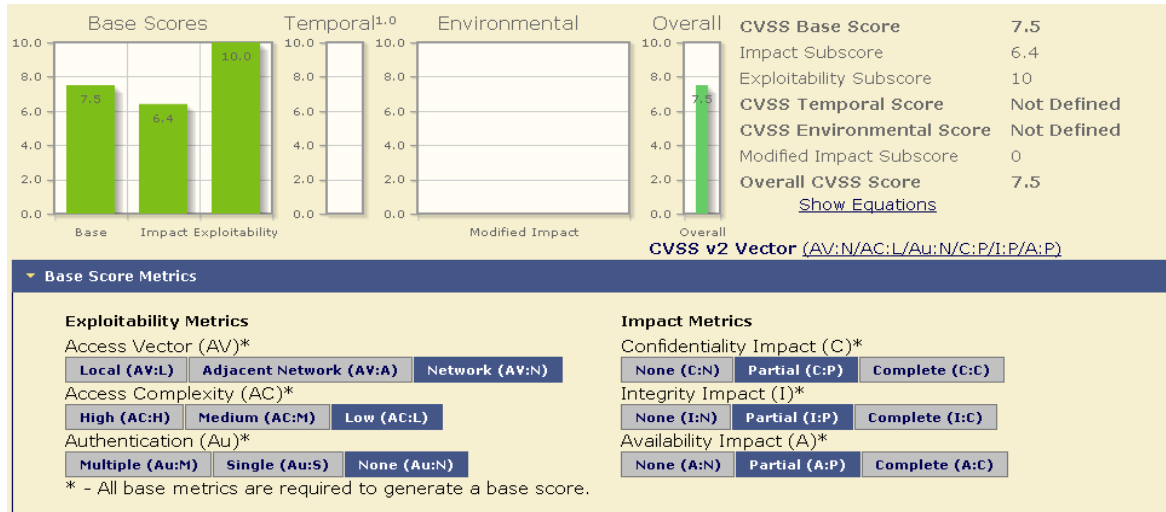 Base Scores
Temporal1.0
Environmental
Overall
10.0
8.0
6.0
4.0
2.0
0.0
7.5
6.4
10.0
Base
Impact
Exploitability
10.0
8.0
6.0
4.0
2.0
0.0
10.0
8.0
6.0
4.0
2.0
0.0
Modified Impact
10.0
8.0
6.0
4.0
2.0
0.0
7.5
Overall
CVSS Base Score 7.5
Impact Subscore 6.4
Exploitability Subscore 10
CVSS Temporal Score Not Defined
CVSS Environmental Score Not Defined
Modified Impact Subscore 0
Overall CVSS Score 7.5
Show Equations
CVSS v2 Vector (AV:N/AC:L/Au:N/C:P/I:P/A:P)
Base Score Metrics
Exploitability Metrics
Access Vector (AV)*
Local (AV:L) Adjacent Network (AV:A) Network (AV:N)
Access Complexity (AC)*
High (AC:H) Medium (AC:M) Low (AC:L)
Authentication (Au)*
Multiple (Au:M) Single (Au:S) None (Au:N)
* - All base metrics are required to generate a base score.
Impact Metrics
Confidentiality Impact (C)*
None (C:N) Partial (C:P) Complete (C:C)
Integrity Impact (I)*
None (I:N) Partial (I:P) Complete (I:C)
Availability Impact (A)*
None (A:N) Partial (A:P) Complete (A:C)